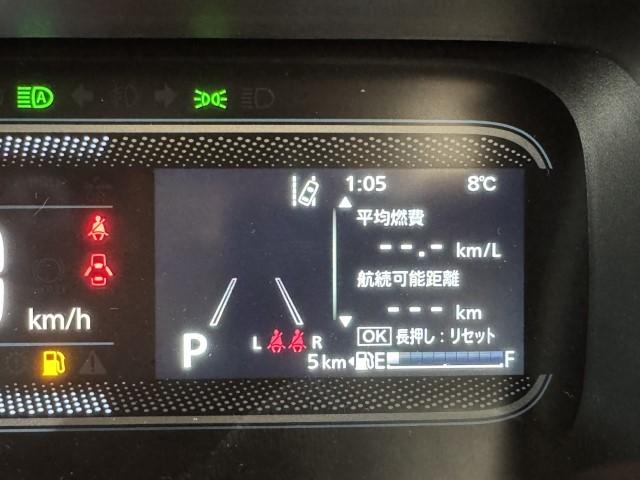 A
1:05 8℃
平均燃費
--.- km/L
航続可能距離
--- km
km/h
OK 長押し:リセット
P L R
5km E F